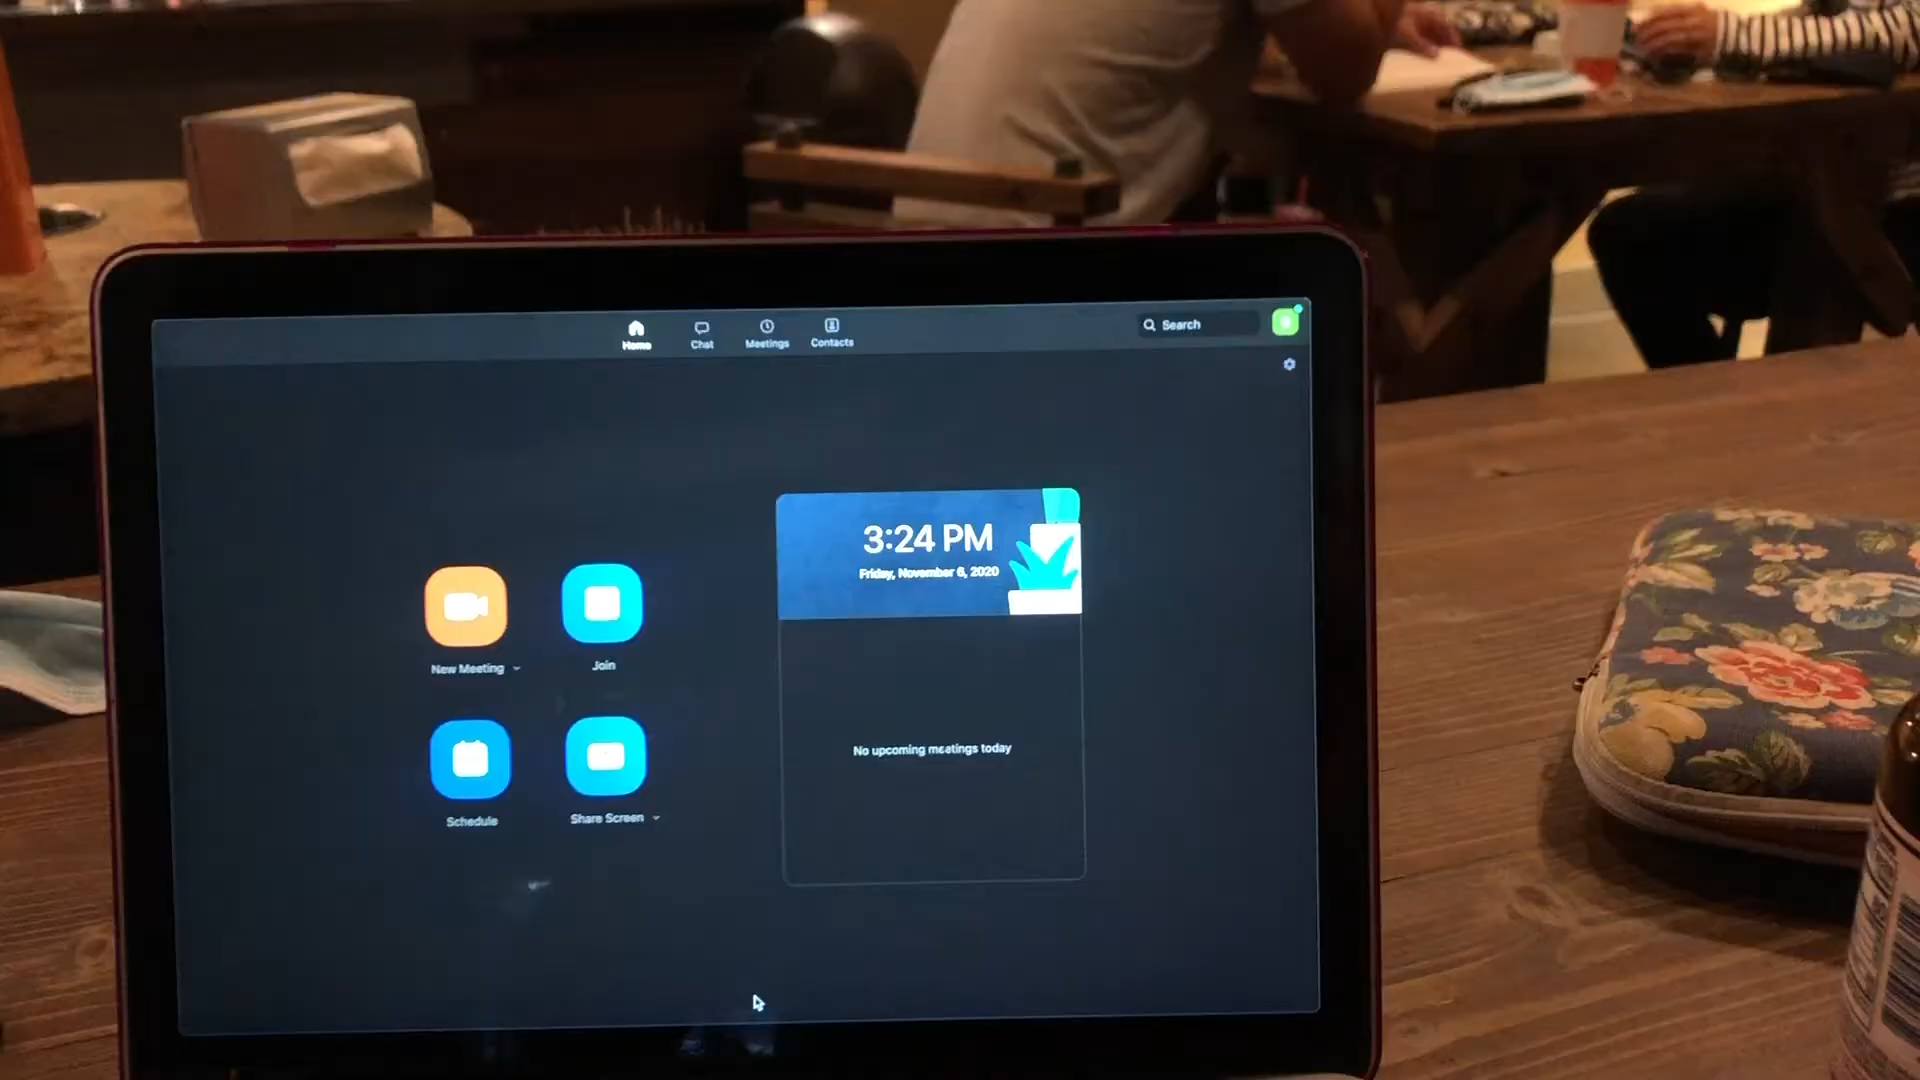 Home
Chat
Meetings
Contacts
Search
3:24 PM
Friday, November 6, 2020
New Meeting
Join
No upcoming meetings today
Schedule
Share Screen